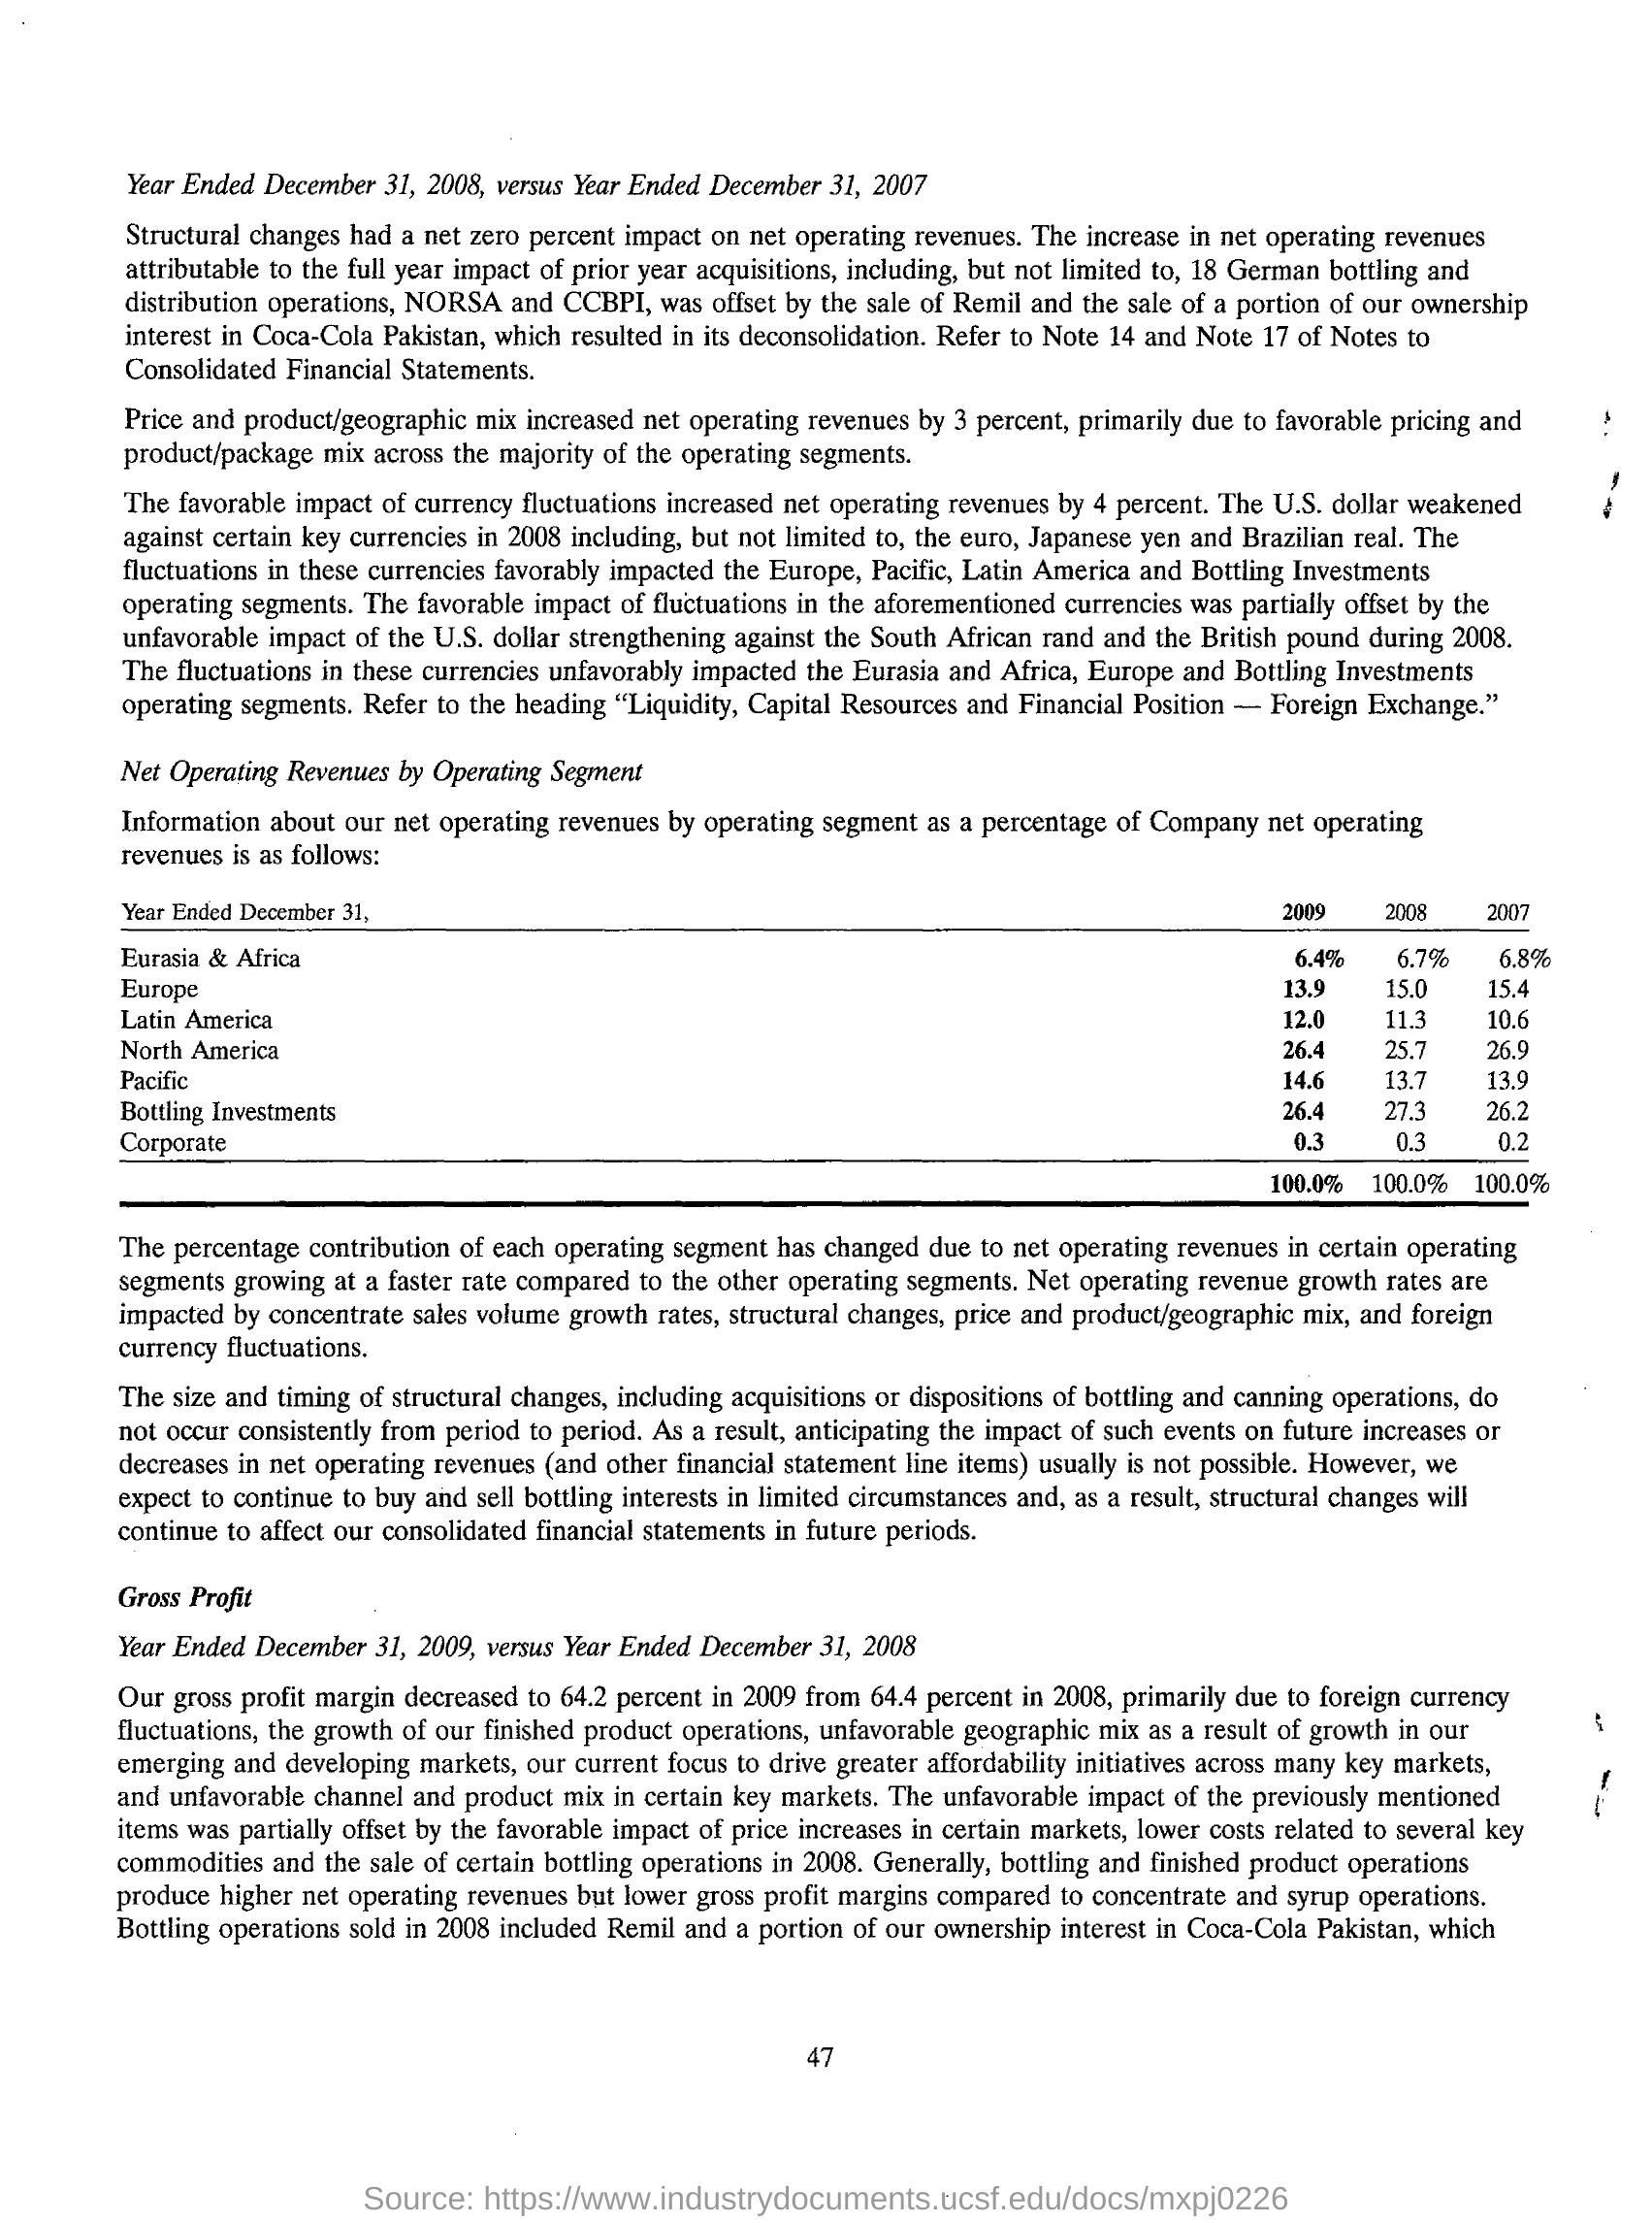 Year Ended December 31, 2008, versus Year Ended December 31, 2007
Structural changes had a net zero percent impact on net operating revenues. The increase in net operating revenues
attributable to the full year impact of prior year acquisitions, including, but not limited to, 18 German bottling and
distribution operations, NORSA and CCBPI, was offset by the sale of Remil and the sale of a portion of our ownership
interest in Coca-Cola Pakistan, which resulted in its deconsolidation. Refer to Note 14 and Note 17 of Notes to
Consolidated Financial Statements.
Price and product/geographic mix increased net operating revenues by 3 percent, primarily due to favorable pricing and
product/package mix across the majority of the operating segments.
The favorable impact of currency fluctuations increased net operating revenues by 4 percent. The U.S. dollar weakened
against certain key currencies in 2008 including, but not limited to, the euro, Japanese yen and Brazilian real. The
fluctuations in these currencies favorably impacted the Europe, Pacific, Latin America and Bottling Investments
operating segments. The favorable impact of fluctuations in the aforementioned currencies was partially offset by the
unfavorable impact of the U.S. dollar strengthening against the South African rand and the British pound during 2008.
The fluctuations in these currencies unfavorably impacted the Eurasia and Africa, Europe and Bottling Investments
operating segments. Refer to the heading “Liquidity, Capital Resources and Financial Position — Foreign Exchange.”
Net Operating Revenues by Operating Segment
Information about our net operating revenues by operating segment as a percentage of Company net operating
revenues is as follows:
Year Ended December 31, 2009 2008 2007
Eurasia & Africa 6.4% 6.7% 6.8%
Europe 13.9 15.0 15.4
Latin America 12.0 11.3 10.6
North America 26.4 25.7 26.9
Pacific 14.6 13.7 13.9
Bottling Investments 26.4 27.3 26.2
Corporate 0.3 0.3 0.2
100.0% 100.0% 100.0%
The percentage contribution of each operating segment has changed due to net operating revenues in certain operating
segments growing at a faster rate compared to the other operating segments. Net operating revenue growth rates are
impacted by concentrate sales volume growth rates, structural changes, price and product/geographic mix, and foreign
currency fluctuations.
The size and timing of structural changes, including acquisitions or dispositions of bottling and canning operations, do
not occur consistently from period to period. As a result, anticipating the impact of such events on future increases or
decreases in net operating revenues (and other financial statement line items) usually is not possible. However, we
expect to continue to buy and sell bottling interests in limited circumstances and, as a result, structural changes will
continue to affect our consolidated financial statements in future periods.
Gross Profit
Year Ended December 31, 2009, versus Year Ended December 31, 2008
Our gross profit margin decreased to 64.2 percent in 2009 from 64.4 percent in 2008, primarily due to foreign currency
fluctuations, the growth of our finished product operations, unfavorable geographic mix as a result of growth in our
emerging and developing markets, our current focus to drive greater affordability initiatives across many key markets,
and unfavorable channel and product mix in certain key markets. The unfavorable impact of the previously mentioned
items was partially offset by the favorable impact of price increases in certain markets, lower costs related to several key
commodities and the sale of certain bottling operations in 2008. Generally, bottling and finished product operations
produce higher net operating revenues but lower gross profit margins compared to concentrate and syrup operations.
Bottling operations sold in 2008 included Remil and a portion of our ownership interest in Coca-Cola Pakistan, which
47
Source: https://www.industrydocuments.ucsf.edu/docs/mxpj0226